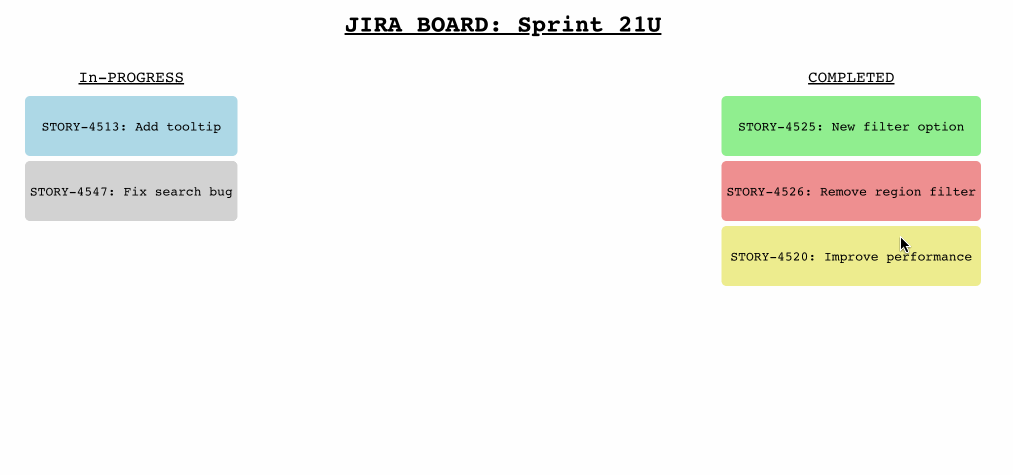 JIRA BOARD: Sprint 21U
In-PROGRESS
STORY-4513: Add tooltip
STORY-4547: Fix search bug
COMPLETED
STORY-4525: New filter option
STORY-4526: Remove region filter
STORY-4520: Improve performance